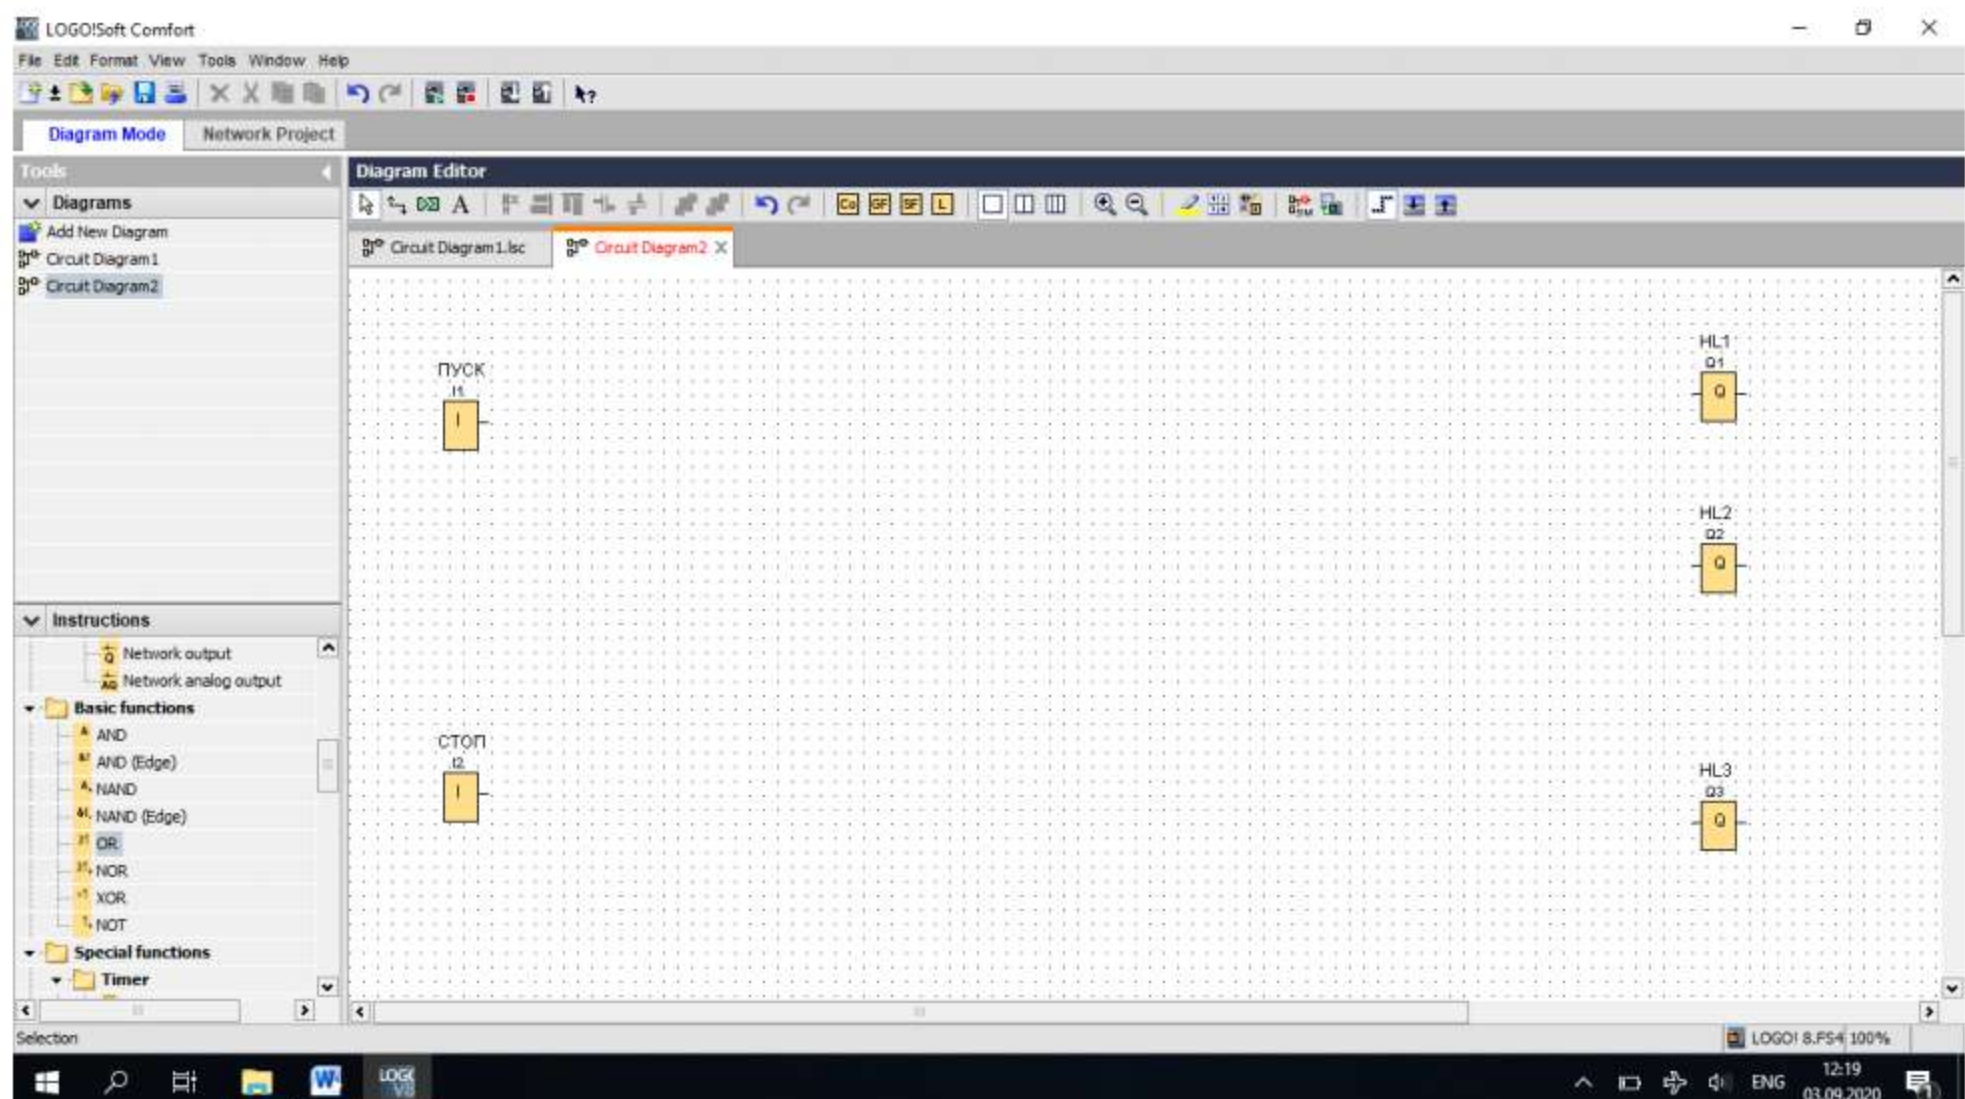 LOGO!Soft Comfort
File Edit Format View Tools Window Help
Diagram Mode Network Project
Tools
Diagram Editor
Diagrams
Add New Diagram
Circuit Diagram1
Circuit Diagram2
Circuit Diagram1.lsc
Circuit Diagram2
ПУСК
I1
I
СТОП
I2
I
HL1
Q1
Q
HL2
Q2
Q
HL3
Q3
Q
Instructions
Network output
Network analog output
Basic functions
AND
AND (Edge)
NAND
NAND (Edge)
OR
NOR
XOR
NOT
Special functions
Timer
Selection
LOGO! 8.FS4 100%
ENG
12:19
03.09.2020